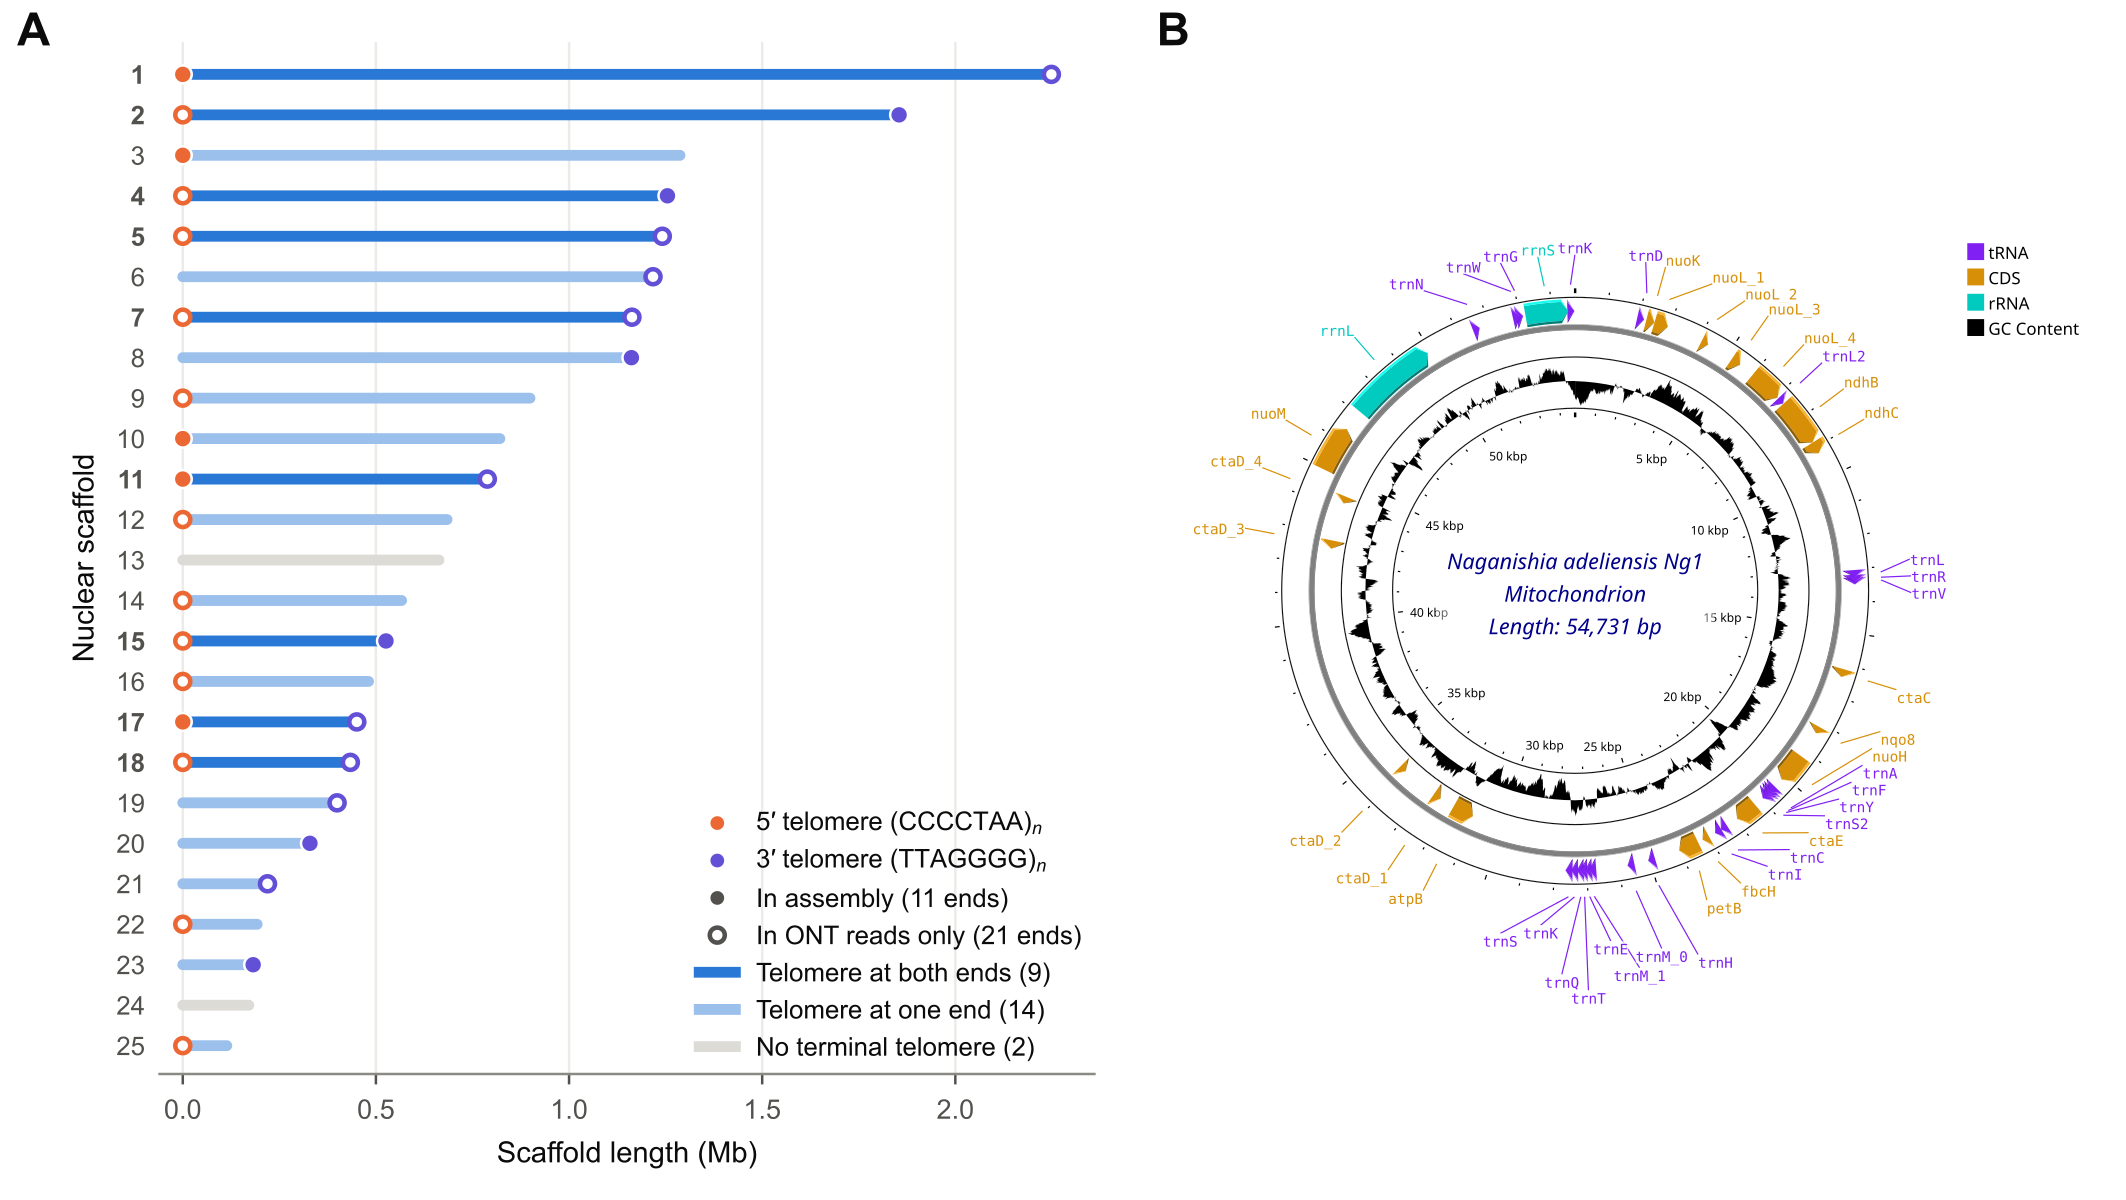 A
1
2
3
4
5
6
7
8
9
10
11
12
13
14
15
16
17
18
19
20
21
22
23
24
25
Nuclear scaffold
5′ telomere (CCCCTAA)n
3′ telomere (TTAGGGG)n
In assembly (11 ends)
In ONT reads only (21 ends)
Telomere at both ends (9)
Telomere at one end (14)
No terminal telomere (2)
0.0 0.5 1.0 1.5 2.0
Scaffold length (Mb)
B
tRNA
CDS
rRNA
GC Content
trnK
trnD
nuoK
nuoL_1
nuoL_2
nuoL_3
nuoL_4
trnL2
ndhB
ndhC
trnL
trnR
trnV
ctaC
nqo8
nuoH
trnA
trnF
trnY
trnS2
ctaE
trnC
trnI
fbcH
petB
trnH
trnM_0
trnM_1
trnE
trnT
trnQ
trnK
trnS
atpB
ctaD_1
ctaD_2
ctaD_3
ctaD_4
nuoM
rrnL
trnN
trnW
trnG
rrnS
5 kbp
10 kbp
15 kbp
20 kbp
25 kbp
30 kbp
35 kbp
40 kbp
45 kbp
50 kbp
Naganishia adeliensis Ng1
Mitochondrion
Length: 54,731 bp